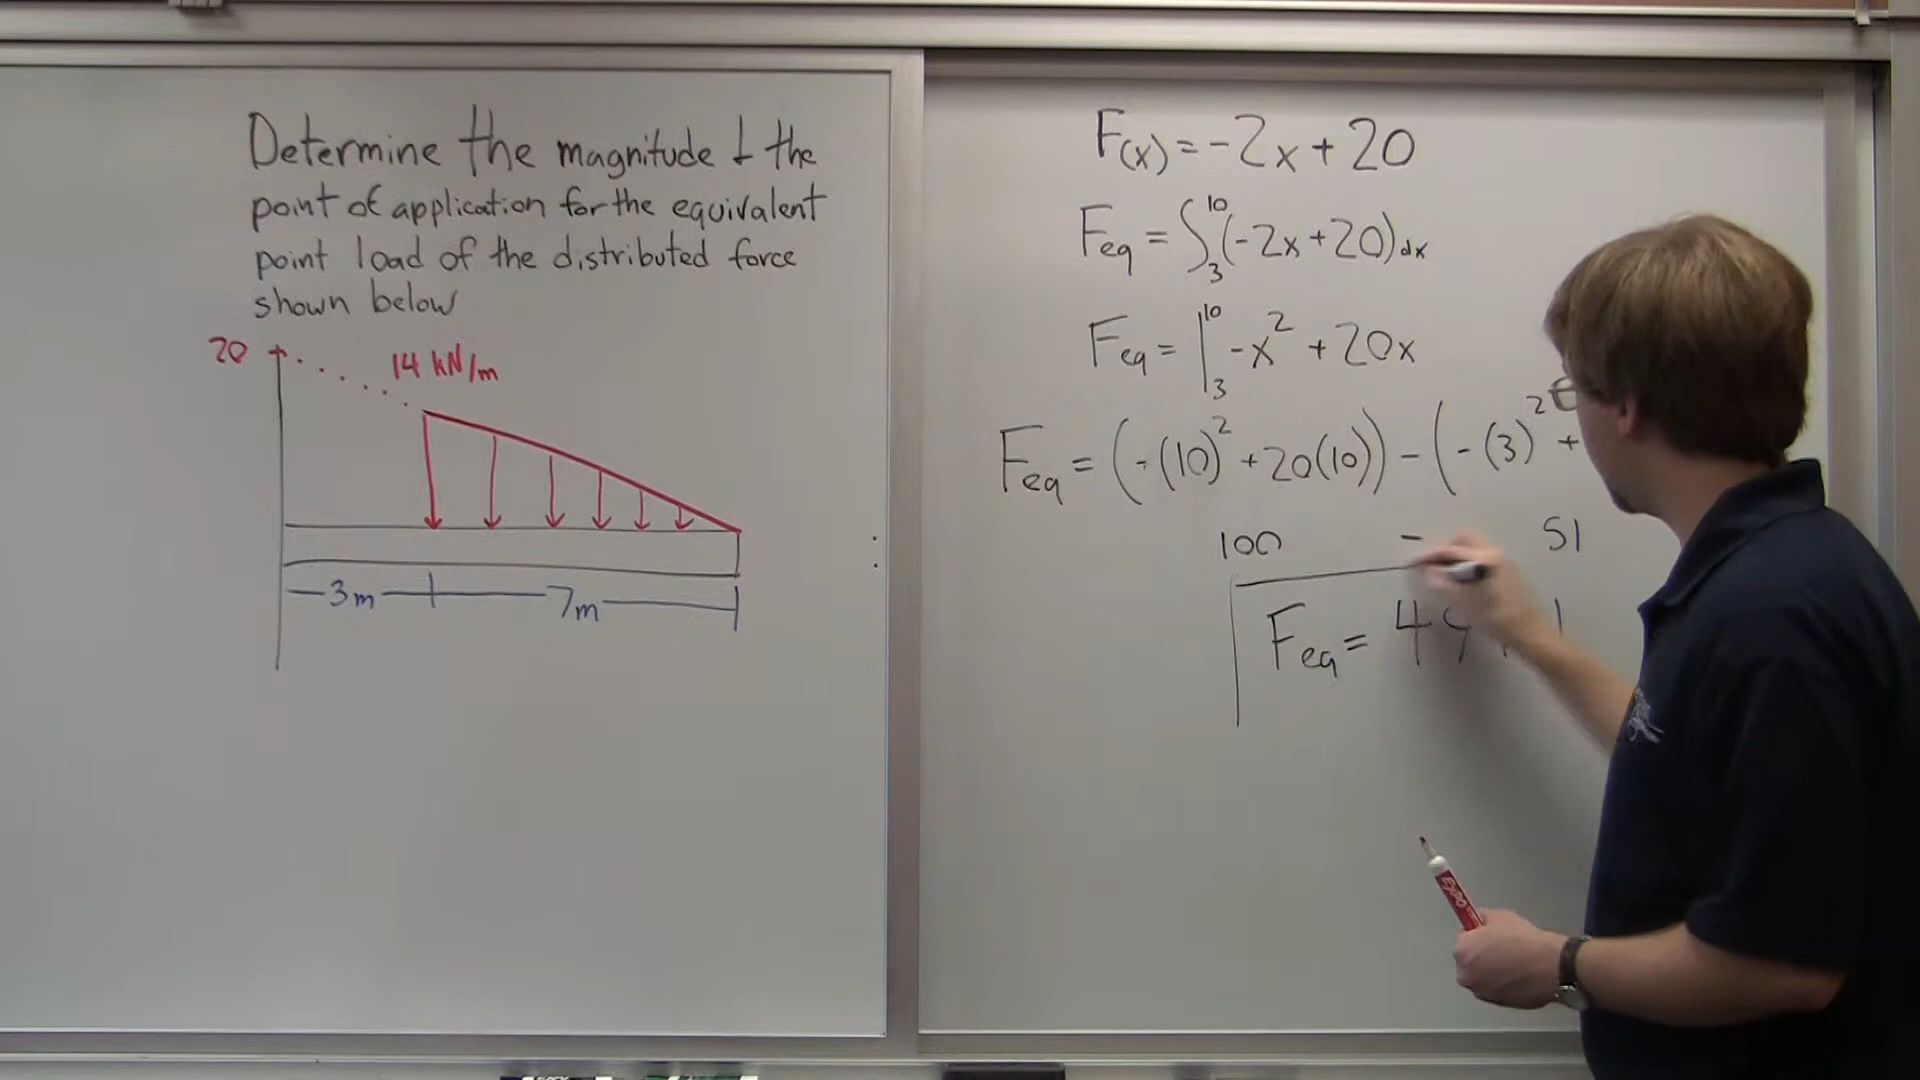 Determine the magnitude & the
point of application for the equivalent
point load of the distributed force
shown below
20
14 kN/m
3m
7m
F(x) = -2x + 20
Feq = ∫₃¹⁰ (-2x + 20) dx
Feq = |₃¹⁰ -x² + 20x
Feq = (-(10)² + 20(10)) - (-(3)² +
100 - 51
Feq = 49
EXPO